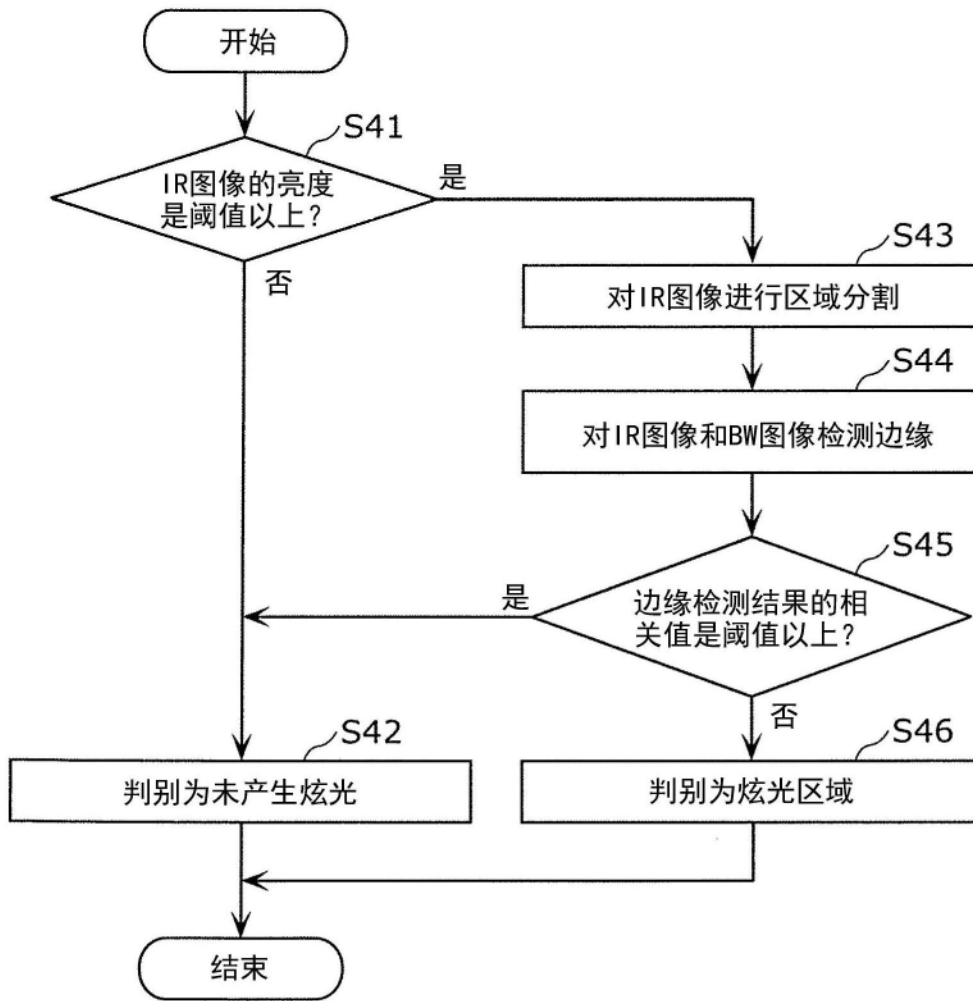 开始
S41
IR图像的亮度
是阈值以上?
是
否
S43
对IR图像进行区域分割
S44
对IR图像和BW图像检测边缘
S45
边缘检测结果的相
关值是阈值以上?
是
否
S42
判别为未产生炫光
S46
判别为炫光区域
结束